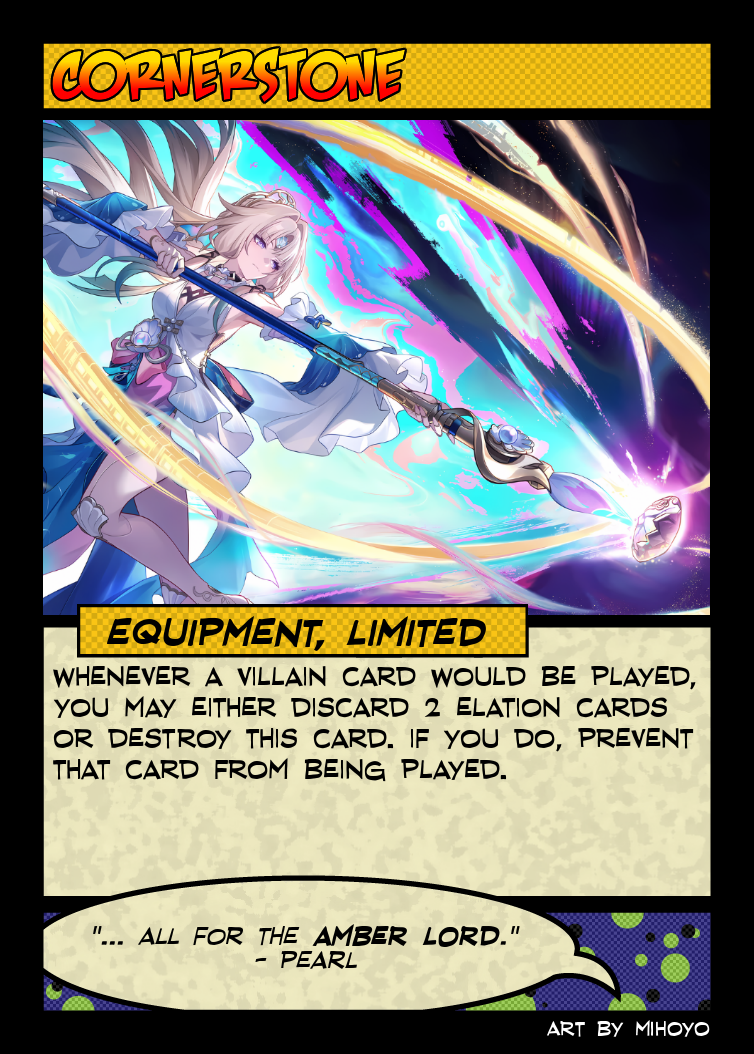 CORNERSTONE
EQUIPMENT, LIMITED
WHENEVER A VILLAIN CARD WOULD BE PLAYED,
YOU MAY EITHER DISCARD 2 ELATION CARDS
OR DESTROY THIS CARD. IF YOU DO, PREVENT
THAT CARD FROM BEING PLAYED.
"... ALL FOR THE AMBER LORD."
- PEARL
ART BY MIHOYO